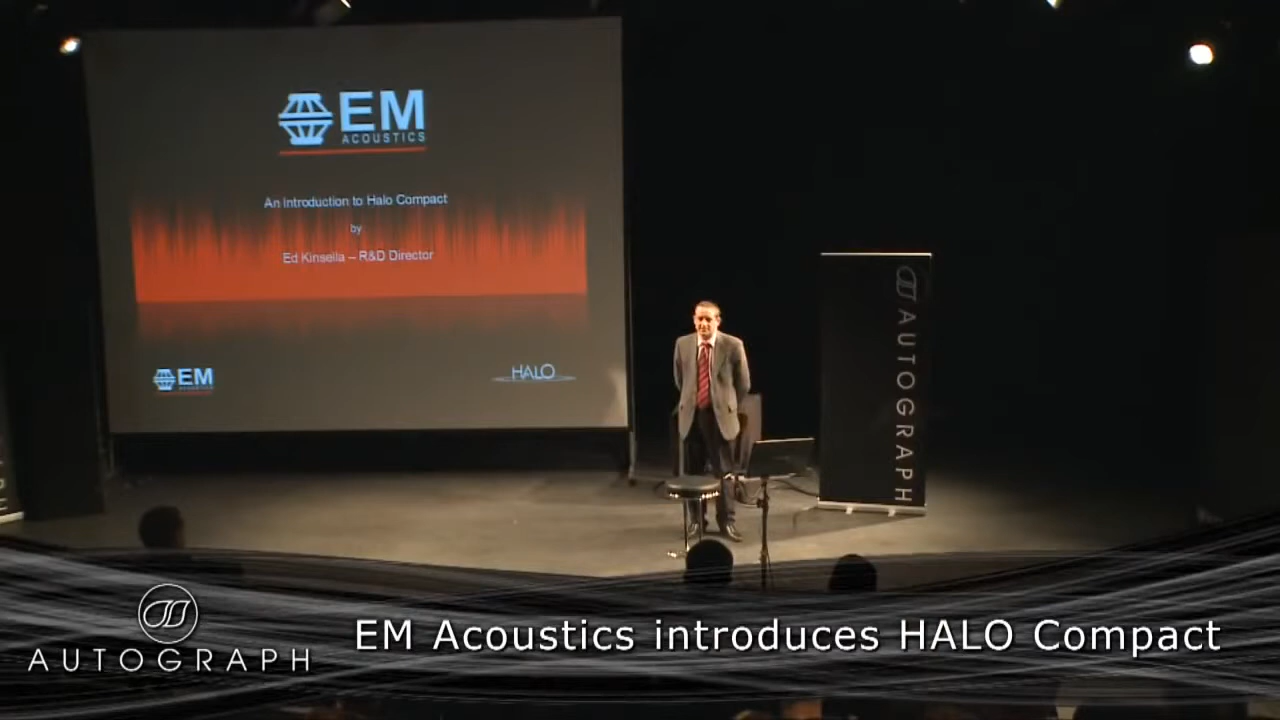 EM
ACOUSTICS
An Introduction to Halo Compact
by
Ed Kinsella – R&D Director
EM
HALO
AUTOGRAPH
AUTOGRAPH
EM Acoustics introduces HALO Compact